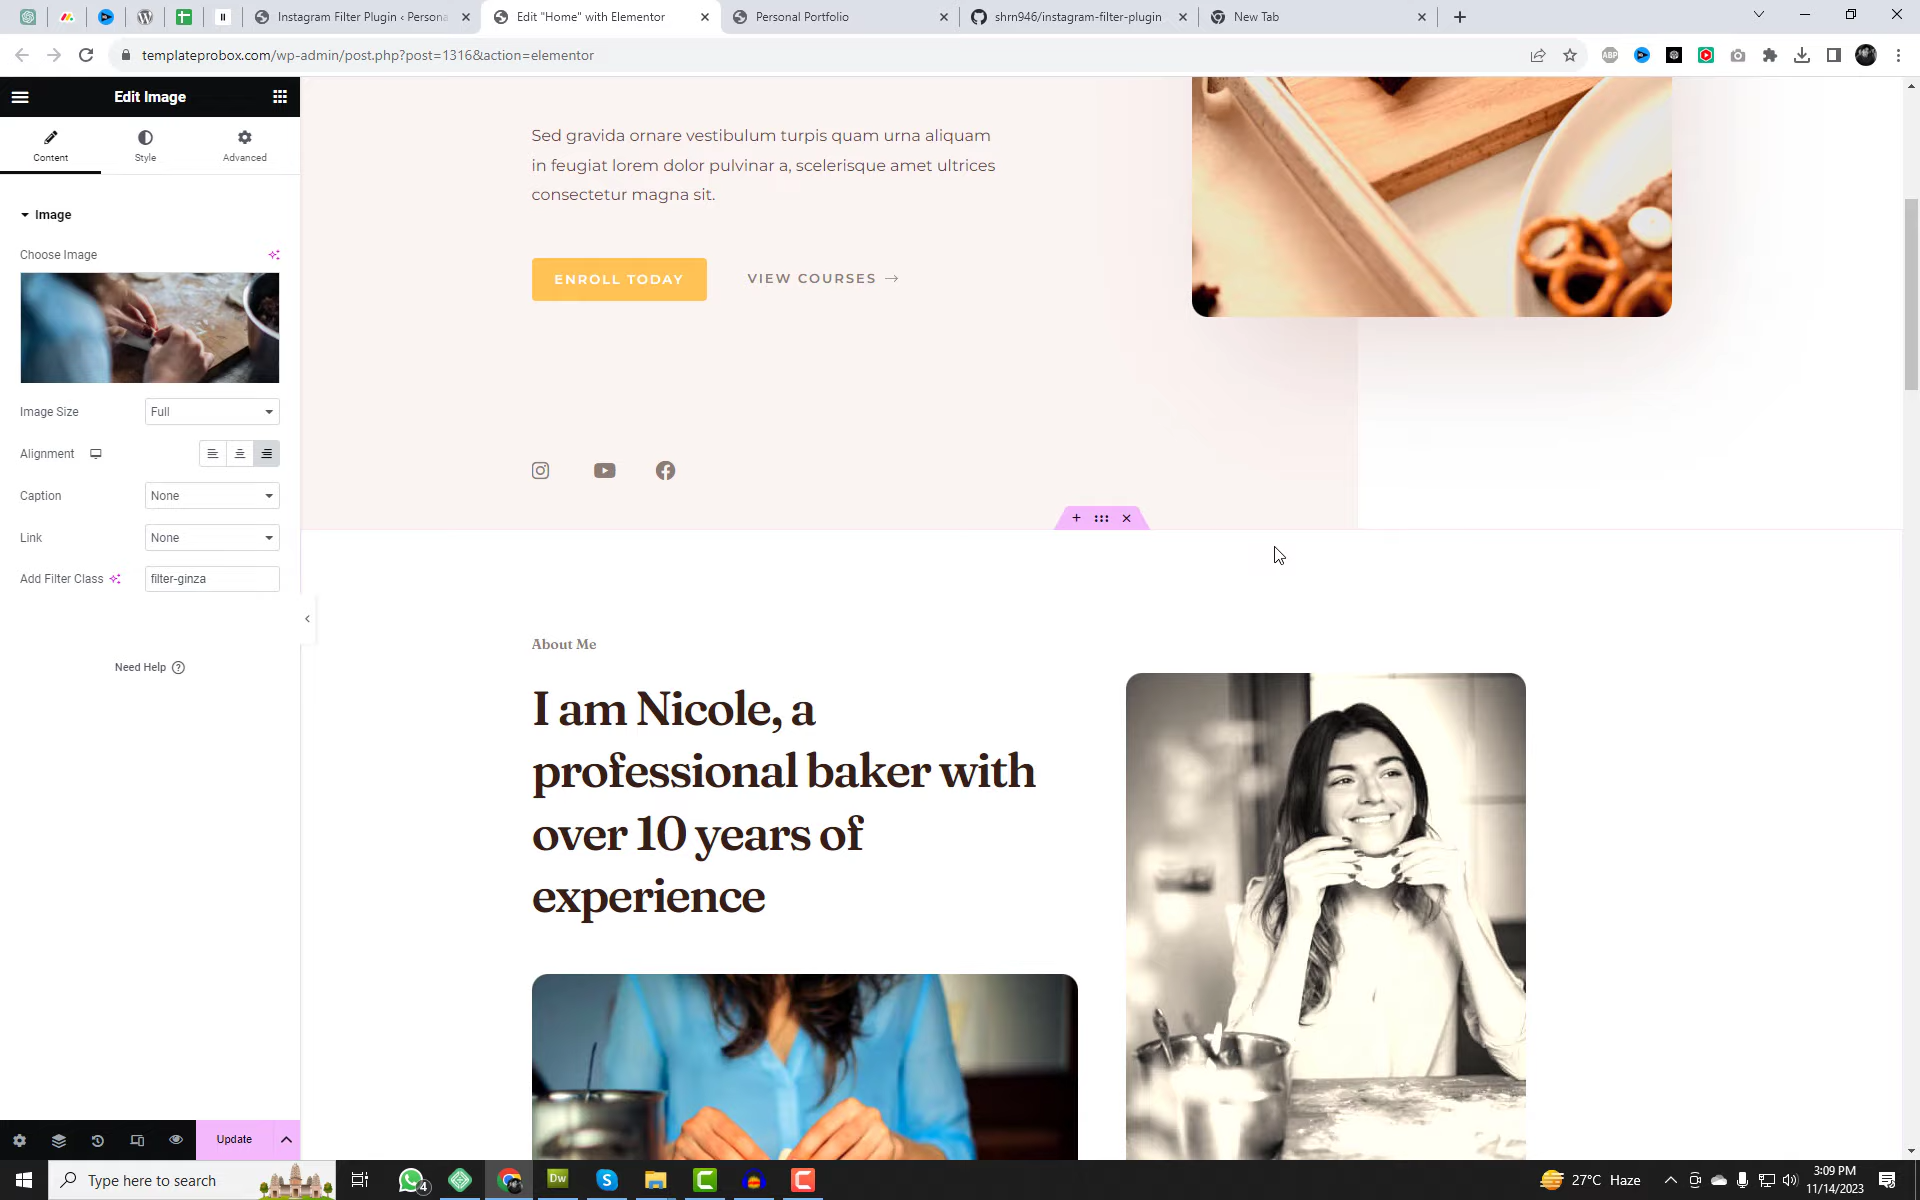 Instagram Filter Plugin ‹ Persona
Edit "Home" with Elementor
Personal Portfolio
shrn946/instagram-filter-plugin
New Tab
templateprobox.com/wp-admin/post.php?post=1316&action=elementor
ABP
Edit Image
Content
Style
Advanced
Image
Choose Image
Image Size
Full
Alignment
Caption
None
Link
None
Add Filter Class
filter-ginza
Need Help
Update
Sed gravida ornare vestibulum turpis quam urna aliquam
in feugiat lorem dolor pulvinar a, scelerisque amet ultrices
consectetur magna sit.
ENROLL TODAY
VIEW COURSES →
About Me
I am Nicole, a
professional baker with
over 10 years of
experience
Type here to search
4
Dw
27°C Haze
3:09 PM
11/14/2023